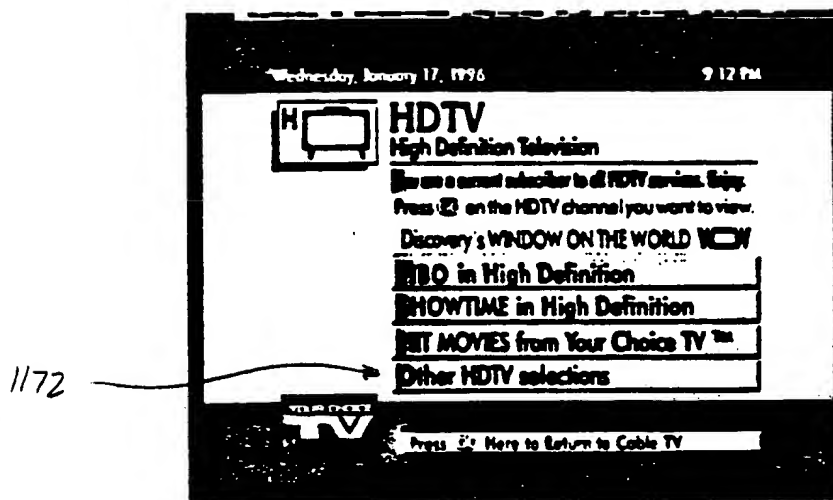 Wednesday, January 17, 1996 9:12 PM
H
HDTV
High Definition Television
You are a current subscriber to all HDTV services. Enjoy.
Press on the HDTV channel you want to view.
Discovery's WINDOW ON THE WORLD WOW
HBO in High Definition
SHOWTIME in High Definition
HIT MOVIES from Your Choice TV ™
Other HDTV selections
1172
TV
Press Here to Return to Cable TV